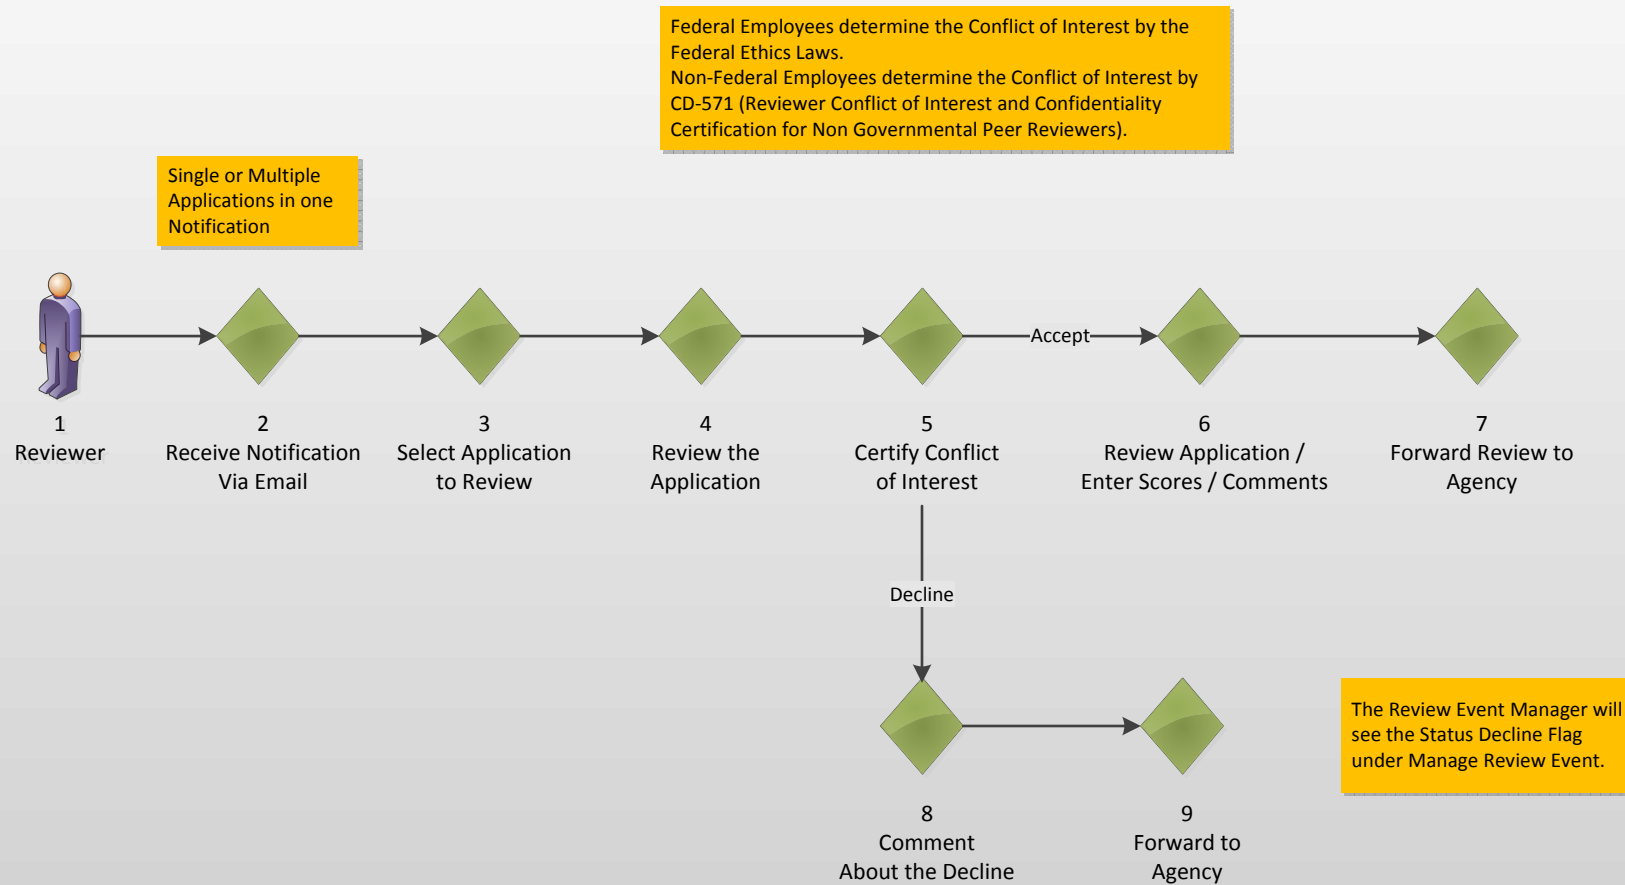 Federal Employees determine the Conflict of Interest by the
Federal Ethics Laws.
Non-Federal Employees determine the Conflict of Interest by
CD-571 (Reviewer Conflict of Interest and Confidentiality
Certification for Non Governmental Peer Reviewers).
Single or Multiple
Applications in one
Notification
Accept
1
Reviewer
2
Receive Notification
Via Email
3
Select Application
to Review
4
Review the
Application
5
Certify Conflict
of Interest
6
Review Application /
Enter Scores / Comments
7
Forward Review to
Agency
Decline
The Review Event Manager will
see the Status Decline Flag
under Manage Review Event.
8
Comment
About the Decline
9
Forward to
Agency